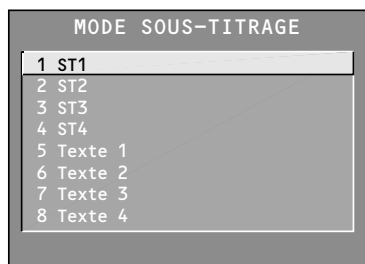 MODE SOUS-TITRAGE
1 ST1
2 ST2
3 ST3
4 ST4
5 Texte 1
6 Texte 2
7 Texte 3
8 Texte 4